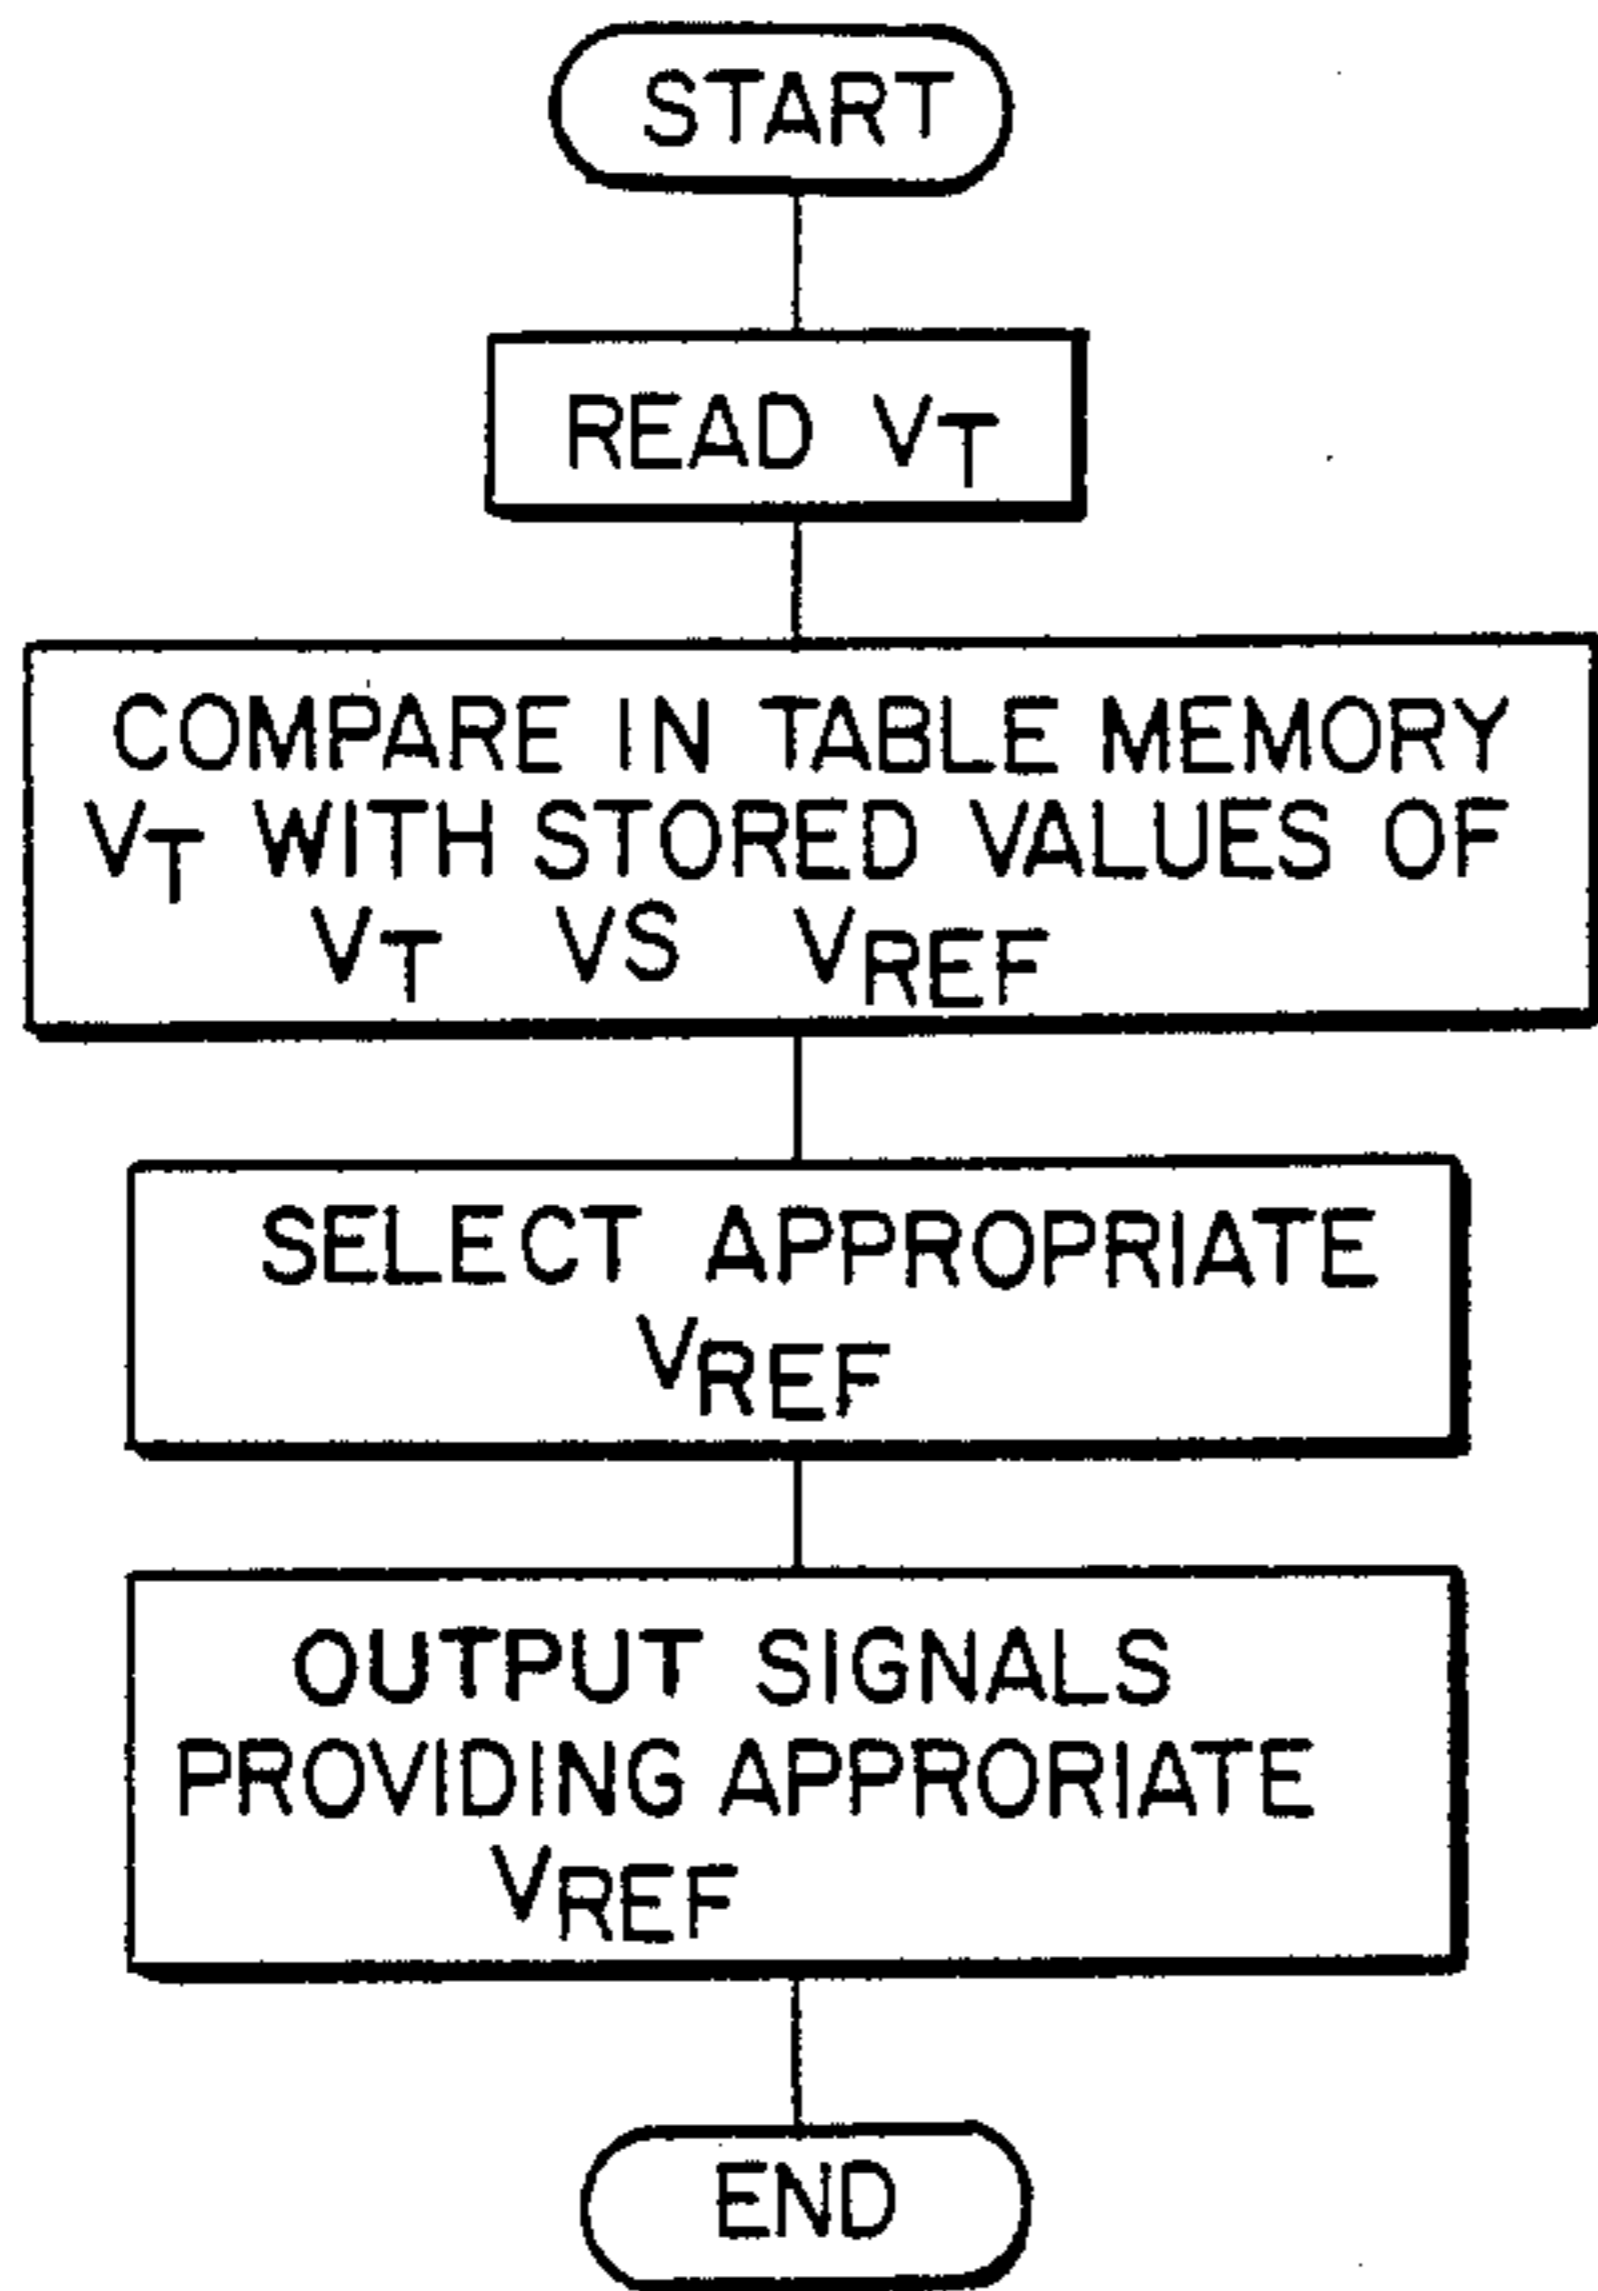 START
READ VT
COMPARE IN TABLE MEMORY
VT WITH STORED VALUES OF
VT VS VREF
SELECT APPROPRIATE
VREF
OUTPUT SIGNALS
PROVIDING APPRORIATE
VREF
END